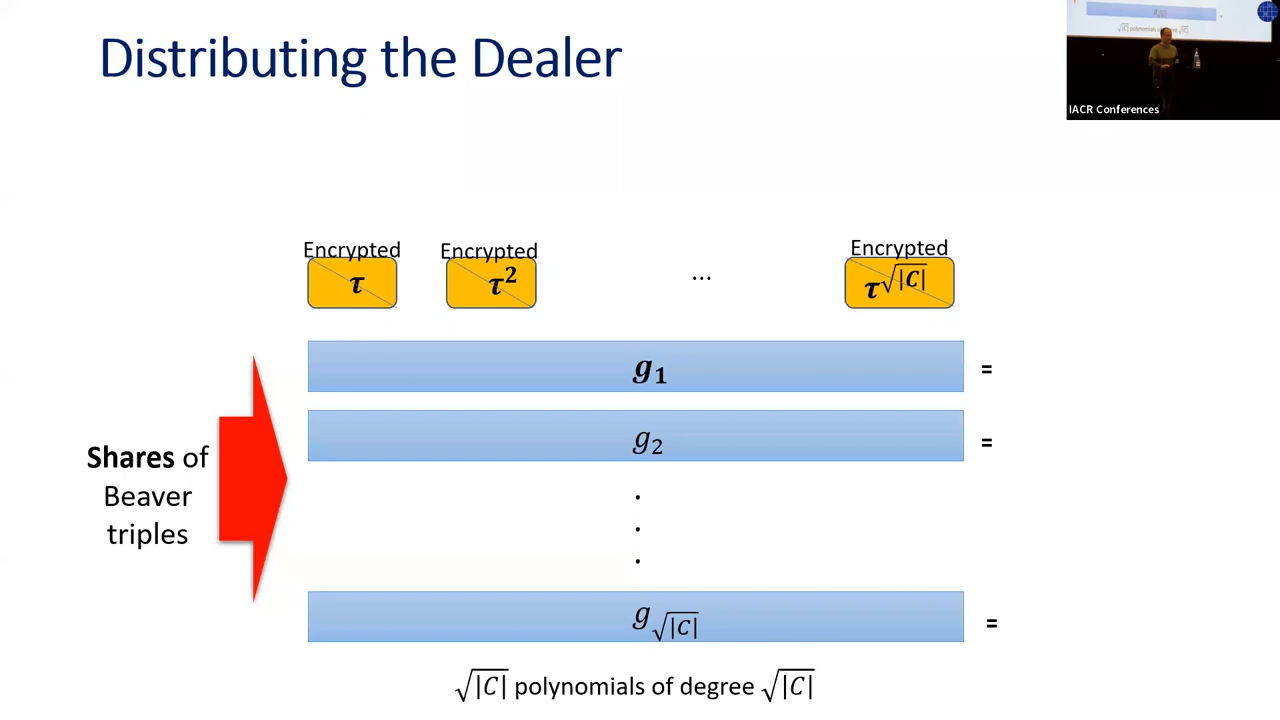 Distributing the Dealer
IACR Conferences
Encrypted Encrypted Encrypted
τ τ² ... τ^√|C|
g₁ =
g₂ =
.
.
.
Shares of
Beaver
triples
g_√|C| =
√|C| polynomials of degree √|C|